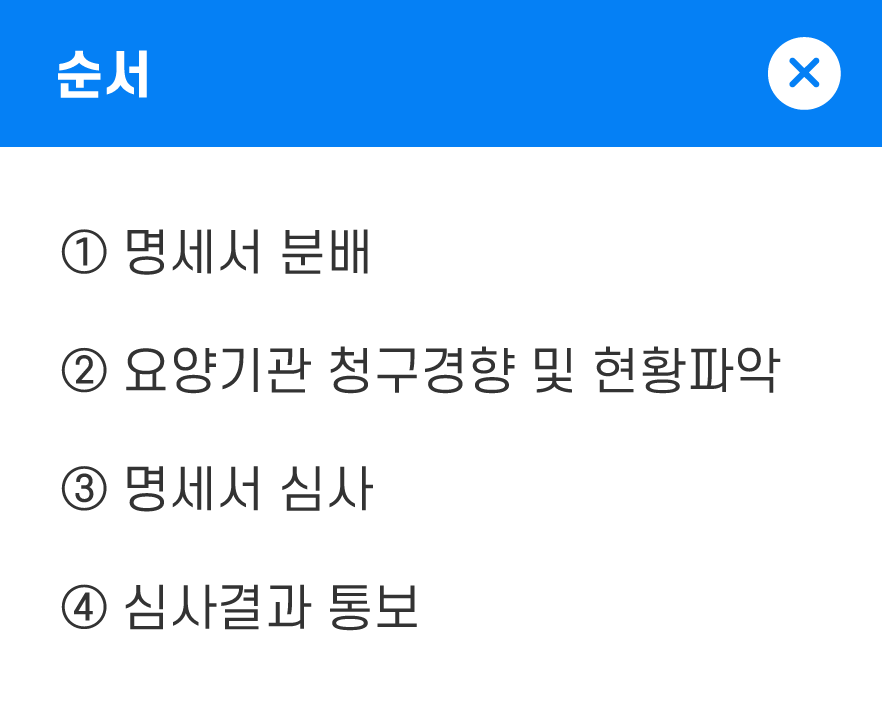 순서
① 명세서 분배
② 요양기관 청구경향 및 현황파악
③ 명세서 심사
④ 심사결과 통보